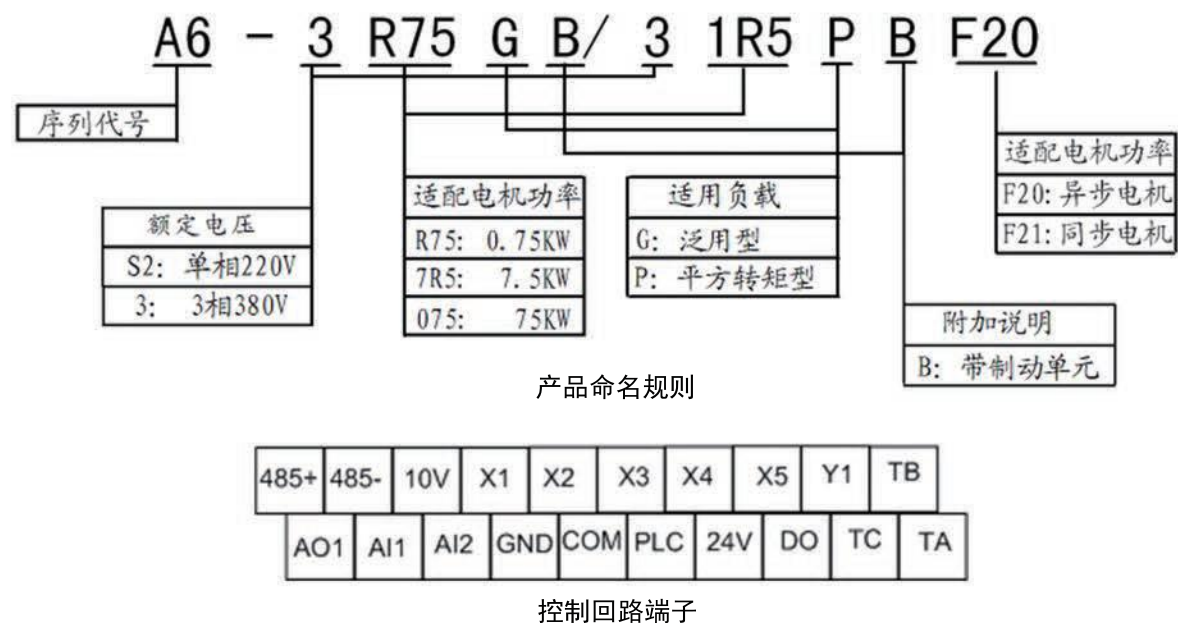 A6 - 3 R75 G B/ 3 1R5 P B F20
序列代号
额定电压
S2: 单相220V
3: 3相380V
适配电机功率
R75: 0.75KW
7R5: 7.5KW
075: 75KW
适用负载
G: 泛用型
P: 平方转矩型
适配电机功率
F20: 异步电机
F21: 同步电机
附加说明
B: 带制动单元
产品命名规则
485+ 485- 10V X1 X2 X3 X4 X5 Y1 TB
AO1 AI1 AI2 GND COM PLC 24V DO TC TA
控制回路端子